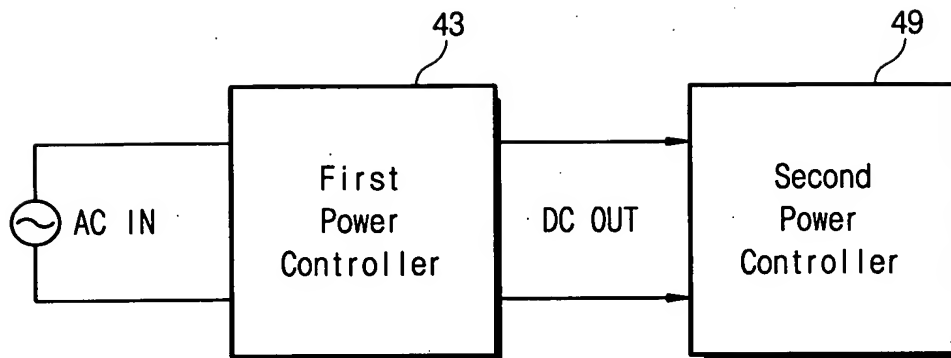 43
49
AC IN
First
Power
Controller
DC OUT
Second
Power
Controller